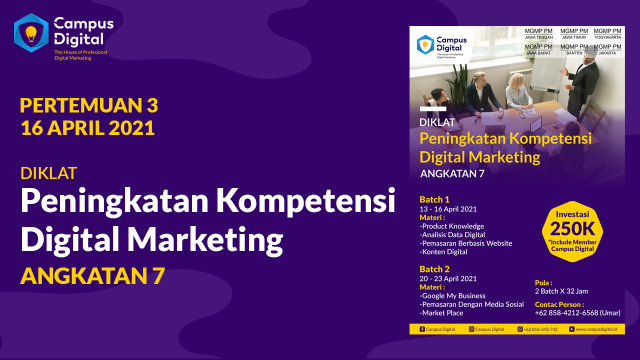 Campus
Digital
The House of Profesional
Digital Marketing
PERTEMUAN 3
16 APRIL 2021
DIKLAT
Peningkatan Kompetensi
Digital Marketing
ANGKATAN 7
Campus
Digital
MGMP PM
JAWA TENGAH
MGMP PM
JAWA TIMUR
MGMP PM
YOGYAKARTA
MGMP PM
JAWA BARAT
MGMP PM
BANTEN
MGMP PM
JAKARTA
DIKLAT
Peningkatan Kompetensi
Digital Marketing
ANGKATAN 7
Batch 1
13 - 16 April 2021
Materi :
-Product Knowledge
-Analisis Data Digital
-Pemasaran Berbasis Website
-Konten Digital
Investasi
250K
*Include Member
Campus Digital
Batch 2
20 - 23 April 2021
Materi :
-Google My Business
-Pemasaran Dengan Media Sosial
-Market Place
Pola :
2 Batch X 32 Jam
Contac Person :
+62 858-4212-6568 (Umar)
Campus Digital
Campus Digital
www.campusdigital.id